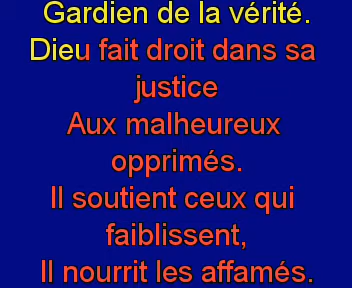 Gardien de la vérité.
Dieu fait droit dans sa
justice
Aux malheureux
opprimés.
Il soutient ceux qui
faiblissent,
Il nourrit les affamés.